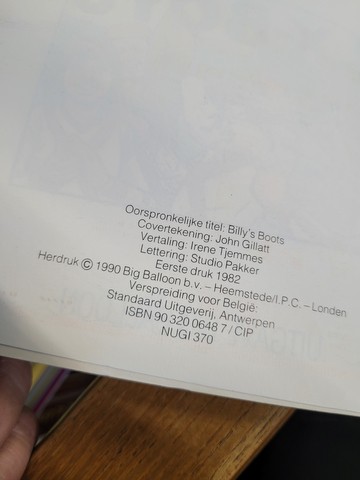 Oorspronkelijke titel: Billy's Boots
Covertekening: John Gillatt
Vertaling: Irene Tjemmes
Lettering: Studio Pakker
Eerste druk 1982
Herdruk © 1990 Big Balloon b.v. – Heemstede/I.P.C. – London
Verspreiding voor België:
Standaard Uitgeverij, Antwerpen
ISBN 90 320 0648 7 / CIP
NUGI 370